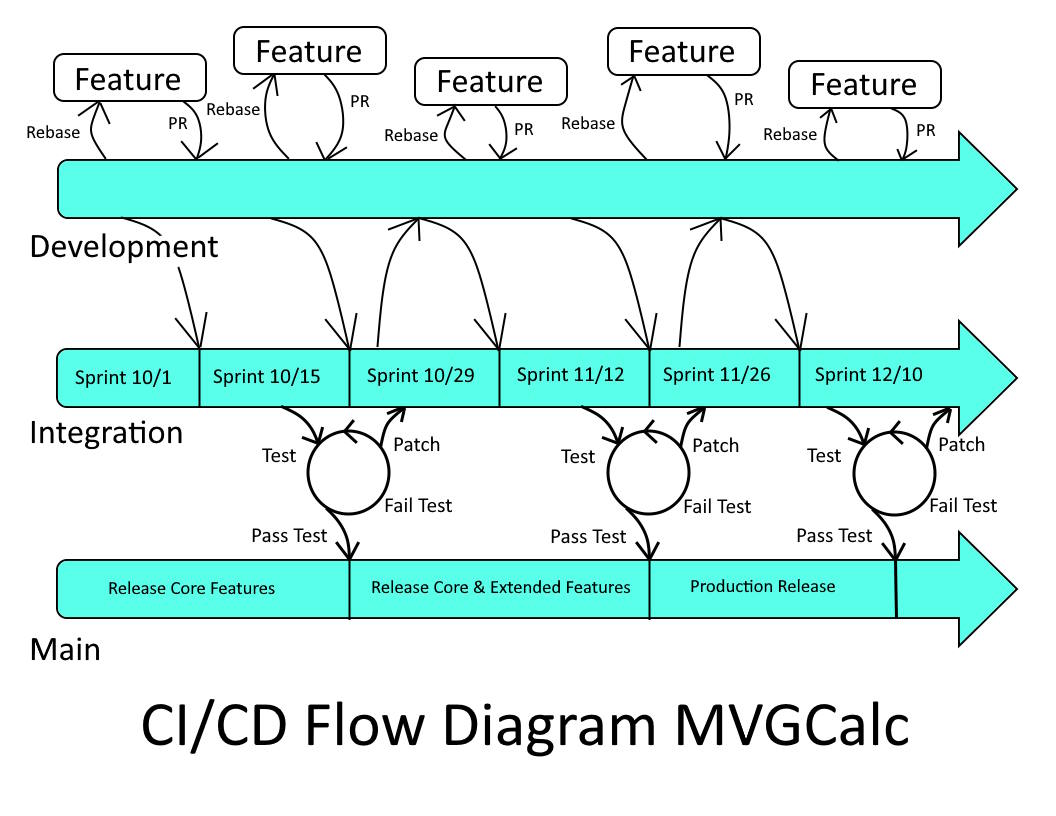 Feature
Feature
Feature
Feature
Feature
Rebase
PR
Rebase
PR
Rebase
PR
Rebase
PR
Rebase
PR
Development
Sprint 10/1
Sprint 10/15
Sprint 10/29
Sprint 11/12
Sprint 11/26
Sprint 12/10
Integration
Test
Patch
Fail Test
Pass Test
Test
Patch
Fail Test
Pass Test
Test
Patch
Fail Test
Pass Test
Release Core Features
Release Core & Extended Features
Production Release
Main
CI/CD Flow Diagram MVGCalc